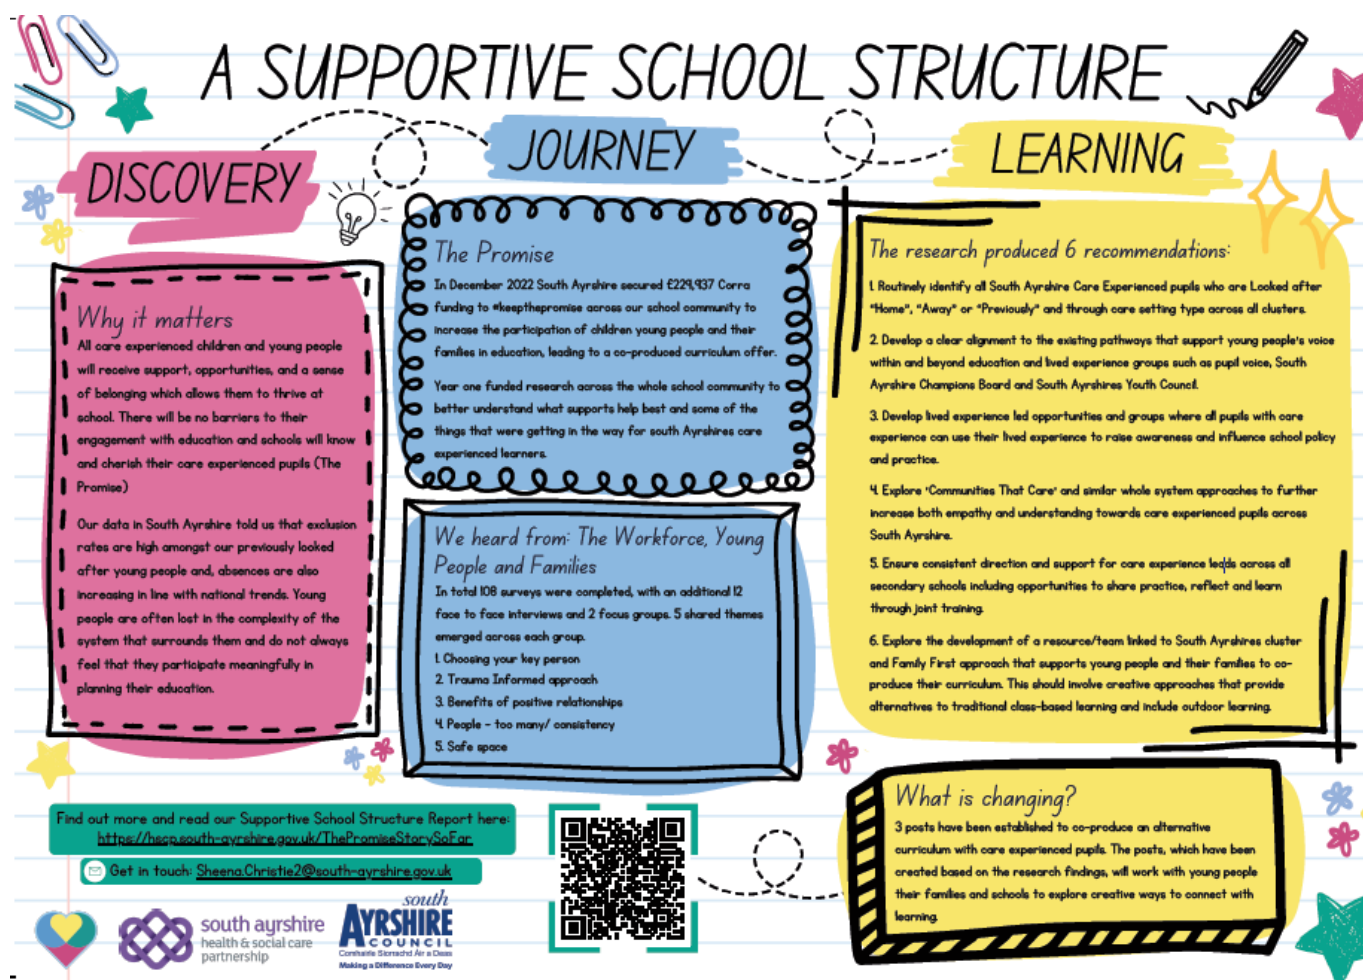 A SUPPORTIVE SCHOOL STRUCTURE
DISCOVERY
Why it matters
All care experienced children and young people
will receive support, opportunities, and a sense
of belonging which allows them to thrive at
school. There will be no barriers to their
engagement with education and schools will know
and cherish their care experienced pupils (The
Promise)
Our data in South Ayrshire told us that exclusion
rates are high amongst our previously looked
after young people and, absences are also
increasing in line with national trends. Young
people are often lost in the complexity of the
system that surrounds them and do not always
feel that they participate meaningfully in
planning their education.
JOURNEY
The Promise
In December 2022 South Ayrshire secured £229,937 Corra
funding to #keepthepromise across our school community to
increase the participation of children young people and their
families in education, leading to a co-produced curriculum offer.
Year one funded research across the whole school community to
better understand what supports help best and some of the
things that were getting in the way for south Ayrshires care
experienced learners.
We heard from: The Workforce, Young
People and Families
In total 108 surveys were completed, with an additional 12
face to face interviews and 2 focus groups. 5 shared themes
emerged across each group.
1. Choosing your key person
2. Trauma Informed approach
3. Benefits of positive relationships
4. People - too many/ consistency
5. Safe space
LEARNING
The research produced 6 recommendations:
1. Routinely identify all South Ayrshire Care Experienced pupils who are Looked after
"Home", "Away" or "Previously" and through care setting type across all clusters.
2. Develop a clear alignment to the existing pathways that support young people's voice
within and beyond education and lived experience groups such as pupil voice, South
Ayrshire Champions Board and South Ayrshires Youth Council.
3. Develop lived experience led opportunities and groups where all pupils with care
experience can use their lived experience to raise awareness and influence school policy
and practice.
4. Explore 'Communities That Care' and similar whole system approaches to further
increase both empathy and understanding towards care experienced pupils across
South Ayrshire.
5. Ensure consistent direction and support for care experience leads across all
secondary schools including opportunities to share practice, reflect and learn
through joint training.
6. Explore the development of a resource/team linked to South Ayrshires cluster
and Family First approach that supports young people and their families to co-
produce their curriculum. This should involve creative approaches that provide
alternatives to traditional class-based learning and include outdoor learning.
What is changing?
3 posts have been established to co-produce an alternative
curriculum with care experienced pupils. The posts, which have been
created based on the research findings, will work with young people
their families and schools to explore creative ways to connect with
learning.
Find out more and read our Supportive School Structure Report here:
https://hscp.south-ayrshire.gov.uk/ThePromiseStorySoFar
Get in touch: Sheena.Christie2@south-ayrshire.gov.uk
south ayrshire
health & social care
partnership
south
AYRSHIRE
COUNCIL
Comhairle Siorrachd Àir a Deas
Making a Difference Every Day